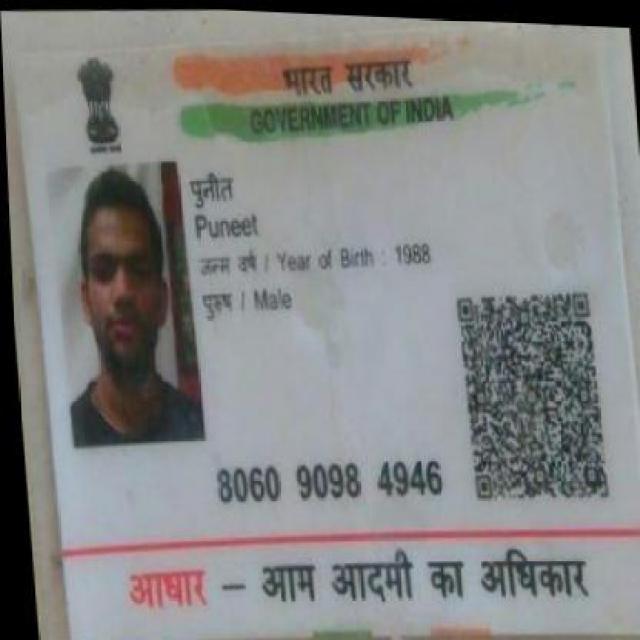 भारत सरकार
GOVERNMENT OF INDIA
पुनीत
Puneet
जन्म वर्ष / Year of Birth : 1988
पुरुष / Male
8060 9098 4946
आधार – आम आदमी का अधिकार